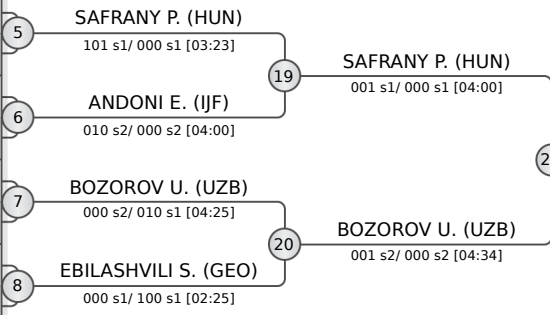 SAFRANY P. (HUN)
5
101 s1/ 000 s1 [03:23]
SAFRANY P. (HUN)
19
001 s1/ 000 s1 [04:00]
ANDONI E. (IJF)
6
010 s2/ 000 s2 [04:00]
BOZOROV U. (UZB)
7
000 s2/ 010 s1 [04:25]
BOZOROV U. (UZB)
20
001 s2/ 000 s2 [04:34]
EBILASHVILI S. (GEO)
8
000 s1/ 100 s1 [02:25]